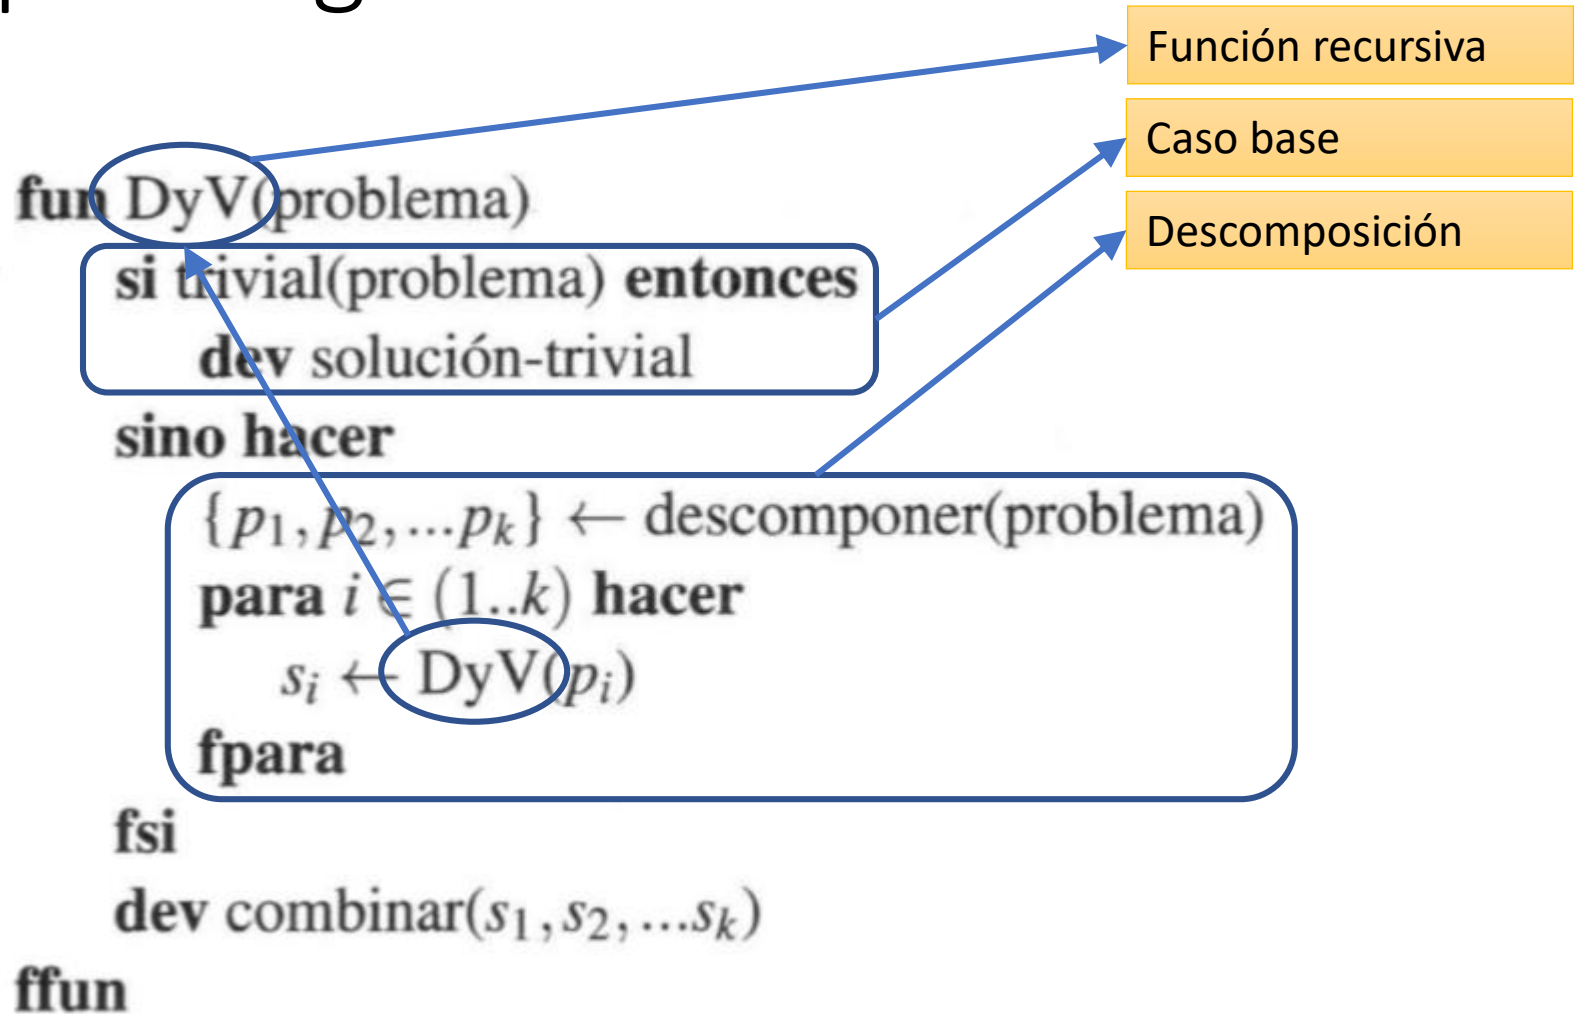 Función recursiva
Caso base
Descomposición
fun DyV(problema)
si trivial(problema) entonces
dev solución-trivial
sino hacer
{p₁, p₂, ...pₖ} ← descomponer(problema)
para i ∈ (1..k) hacer
sᵢ ← DyV(pᵢ)
fpara
fsi
dev combinar(s₁, s₂, ...sₖ)
ffun